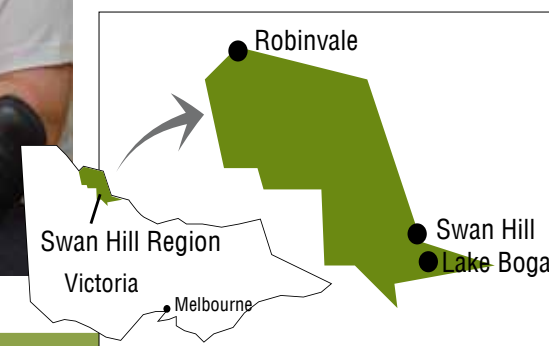 Robinvale
Swan Hill
Lake Boga
Swan Hill Region
Victoria
Melbourne